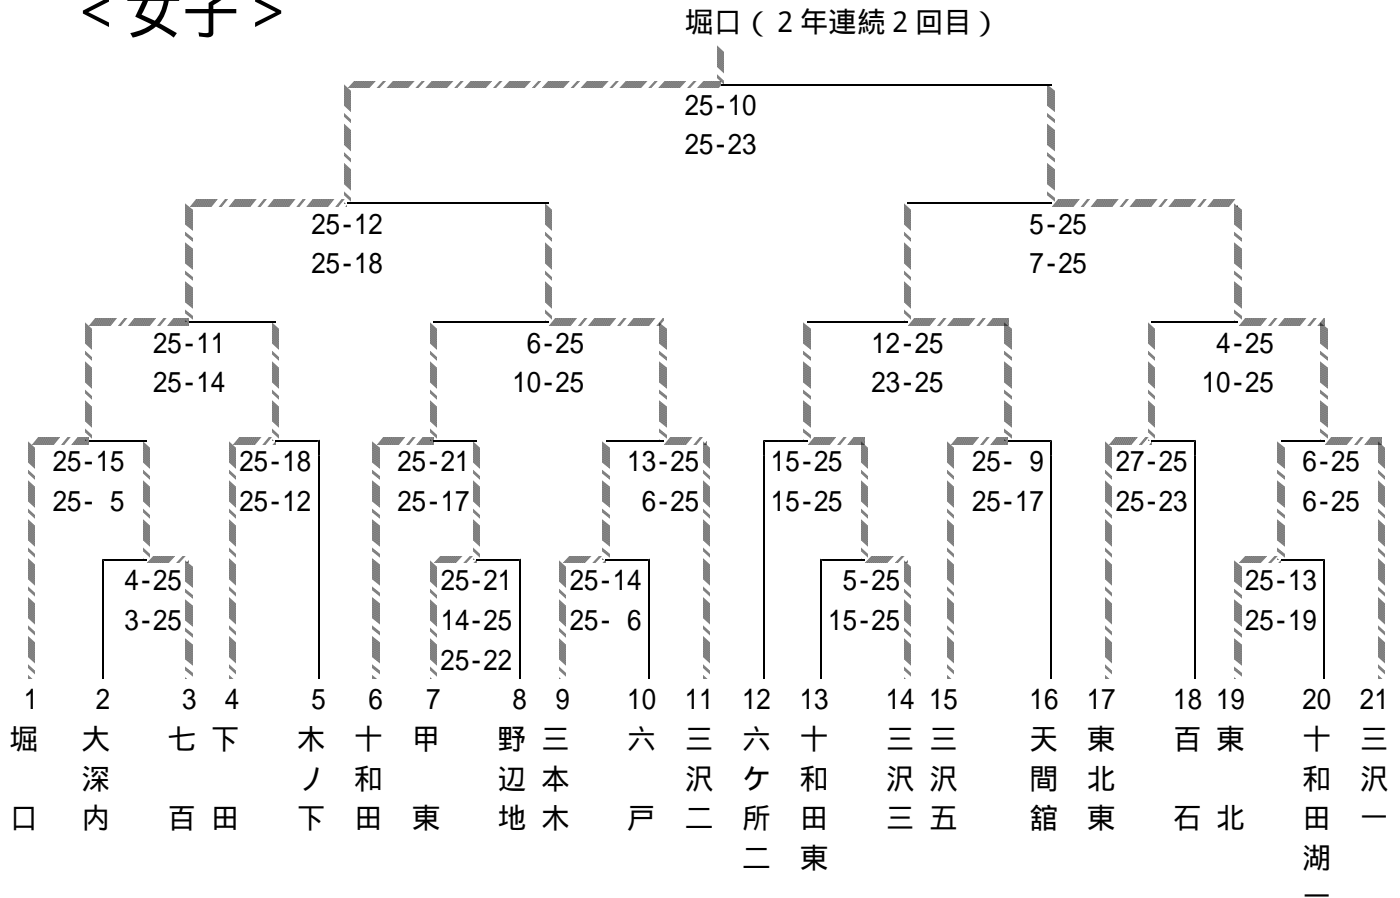 ＜女子＞
堀口（２年連続２回目）
25-10
25-23
25-12
25-18
5-25
7-25
25-11
25-14
6-25
10-25
12-25
23-25
4-25
10-25
25-15
25- 5
25-18
25-12
25-21
25-17
13-25
6-25
15-25
15-25
25- 9
25-17
27-25
25-23
6-25
6-25
4-25
3-25
25-21
14-25
25-22
25-14
25- 6
5-25
15-25
25-13
25-19
1 2 3 4 5 6 7 8 9 10 11 12 13 14 15 16 17 18 19 20 21
堀口
大深内
七百
下田
木ノ下
十和田
甲東
野辺地
三本木
六戸
三沢二
六ケ所二
十和田東
三沢三
三沢五
天間舘
東北東
百石
東北
十和田湖一
三沢一